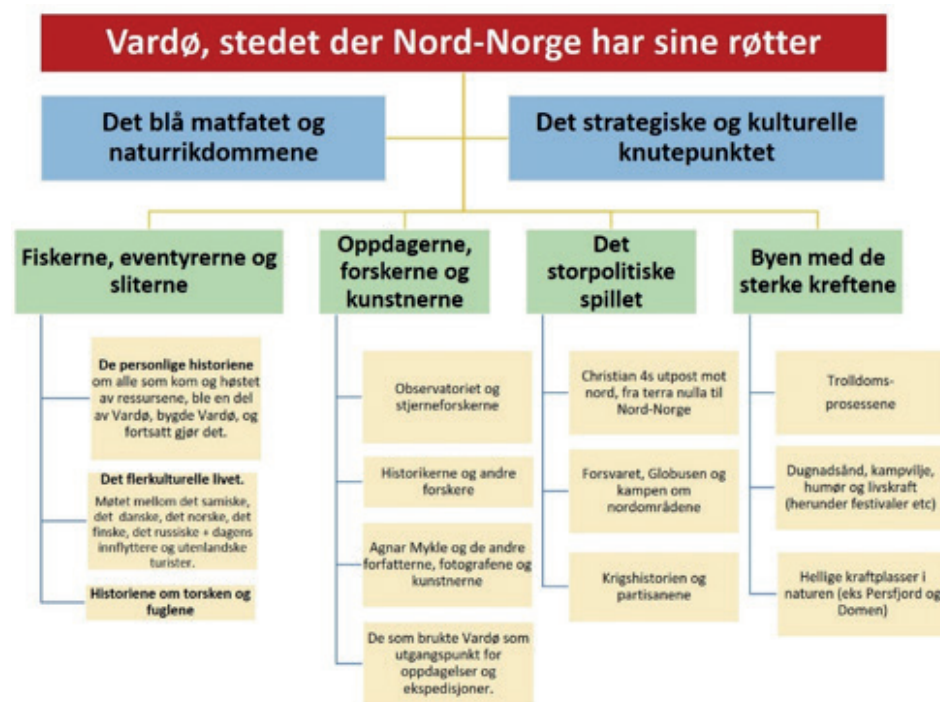 Vardø, stedet der Nord-Norge har sine røtter
Det blå matfatet og
naturrikdommene
Det strategiske og kulturelle
knutepunktet
Fiskerne, eventyrerne og
sliterne
De personlige historiene
om alle som kom og høstet
av ressursene, ble en del
av Vardø, bygde Vardø, og
fortsatt gjør det.
Det flerkulturelle livet.
Møtet mellom det samiske,
det danske, det norske, det
finske, det russiske + dagens
innflyttere og utenlandske
turister.
Historiene om torsken og
fuglene
Oppdagerne,
forskerne og
kunstnerne
Observatoriet og
stjerneforskerne
Historikerne og andre
forskere
Agnar Mykle og de andre
forfatterne, fotografene og
kunstnerne
De som brukte Vardø som
utgangspunkt for
oppdagelser og
ekspedisjoner.
Det
storpolitiske
spillet
Christian 4s utpost mot
nord, fra terra nulla til
Nord-Norge
Forsvaret, Globusen og
kampen om
nordområdene
Krigshistorien og
partisanene
Byen med de
sterke kreftene
Trolldoms-
prosessene
Dugnadsånd, kampvilje,
humør og livskraft
(herunder festivaler etc)
Hellige kraftplasser i
naturen (eks Persfjord og
Domen)